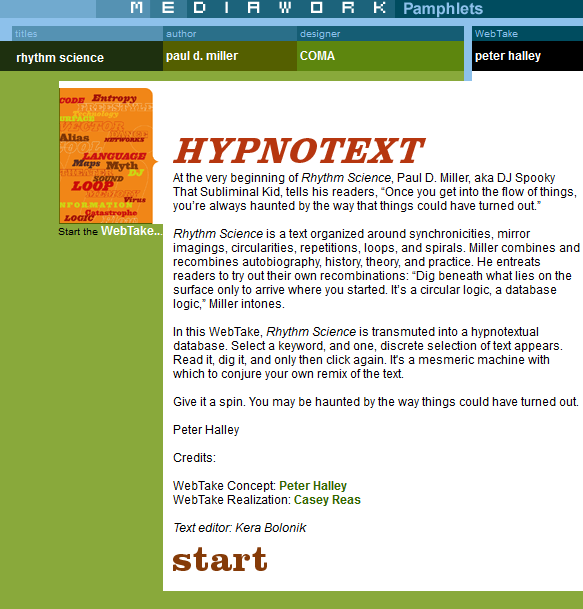 MEDIAWORK Pamphlets
titles author designer WebTake
rhythm science paul d. miller COMA peter halley
CODE Entropy
Technology
VECTOR
Alias DANCE NETWORKS
LANGUAGE
Maps Myth
THEATER DJ
SOUND
LOOP
Virus
INFORMATION
Catastrophe
LOGIC
Start the WebTake...
HYPNOTEXT
At the very beginning of Rhythm Science, Paul D. Miller, aka DJ Spooky
That Subliminal Kid, tells his readers, “Once you get into the flow of things,
you’re always haunted by the way that things could have turned out.”
Rhythm Science is a text organized around synchronicities, mirror
imagings, circularities, repetitions, loops, and spirals. Miller combines and
recombines autobiography, history, theory, and practice. He entreats
readers to try out their own recombinations: “Dig beneath what lies on the
surface only to arrive where you started. It’s a circular logic, a database
logic,” Miller intones.
In this WebTake, Rhythm Science is transmuted into a hypnotextual
database. Select a keyword, and one, discrete selection of text appears.
Read it, dig it, and only then click again. It's a mesmeric machine with
which to conjure your own remix of the text.
Give it a spin. You may be haunted by the way things could have turned out.
Peter Halley
Credits:
WebTake Concept: Peter Halley
WebTake Realization: Casey Reas
Text editor: Kera Bolonik
start